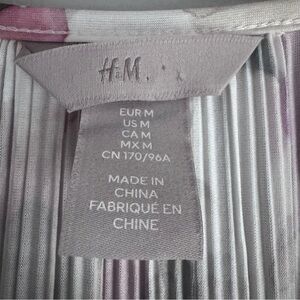 H&M.
EUR M
US M
CA M
MX M
CN 170/96A
MADE IN
CHINA
FABRIQUÉ EN
CHINE